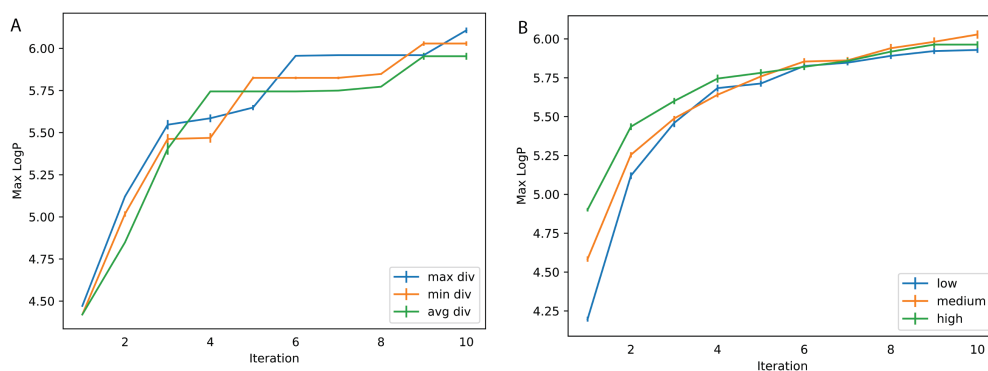 A
6.00
5.75
5.50
5.25
5.00
4.75
4.50
Max LogP
2
4
6
8
10
Iteration
max div
min div
avg div
B
6.00
5.75
5.50
5.25
5.00
4.75
4.50
4.25
Max LogP
2
4
6
8
10
Iteration
low
medium
high